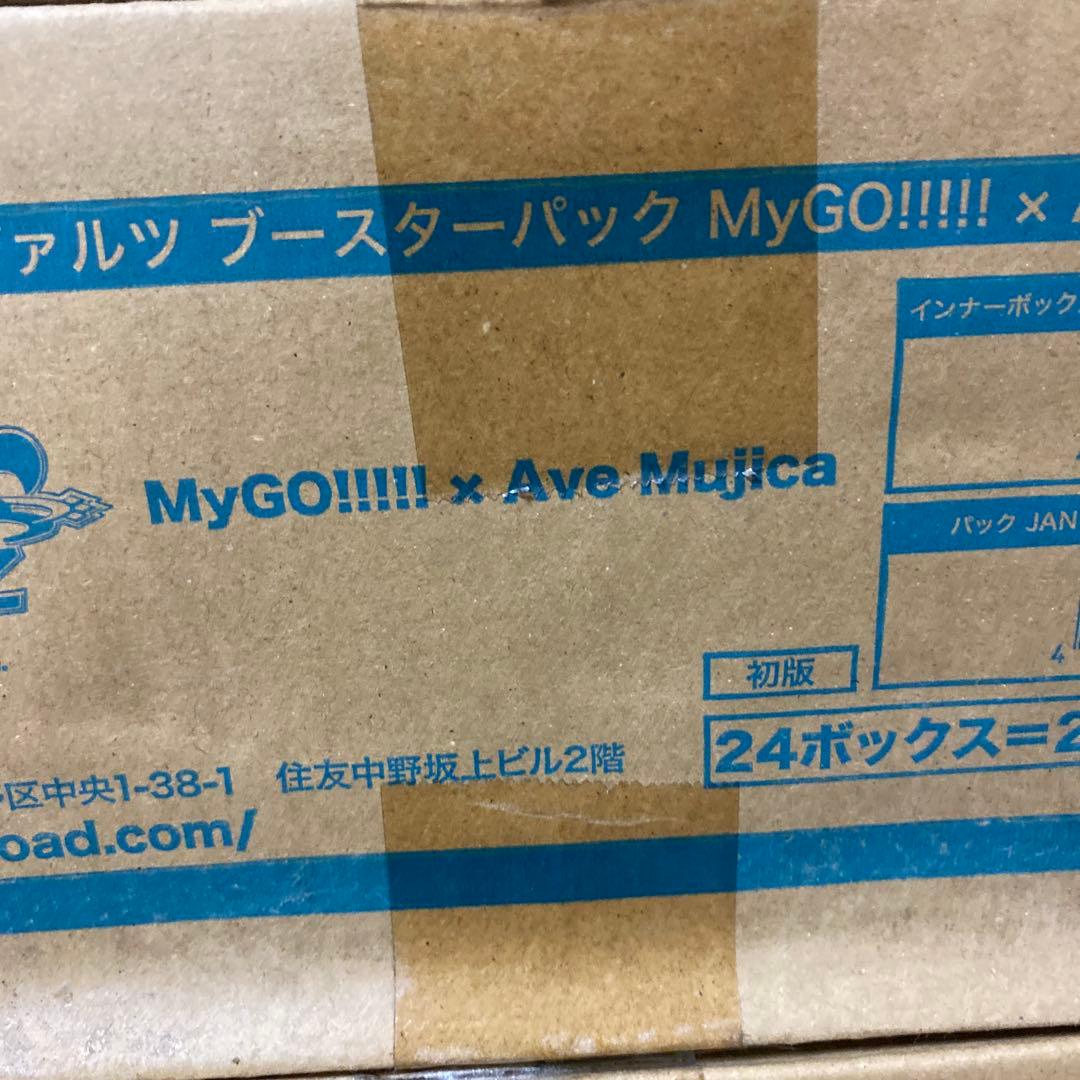 ァルツ ブースターパック MyGO!!!!! ×
インナーボック
MyGO!!!!! × Ave Mujica
パック JAN
4
初版
24ボックス=2
区中央1-38-1 住友中野坂上ビル2階
oad.com/